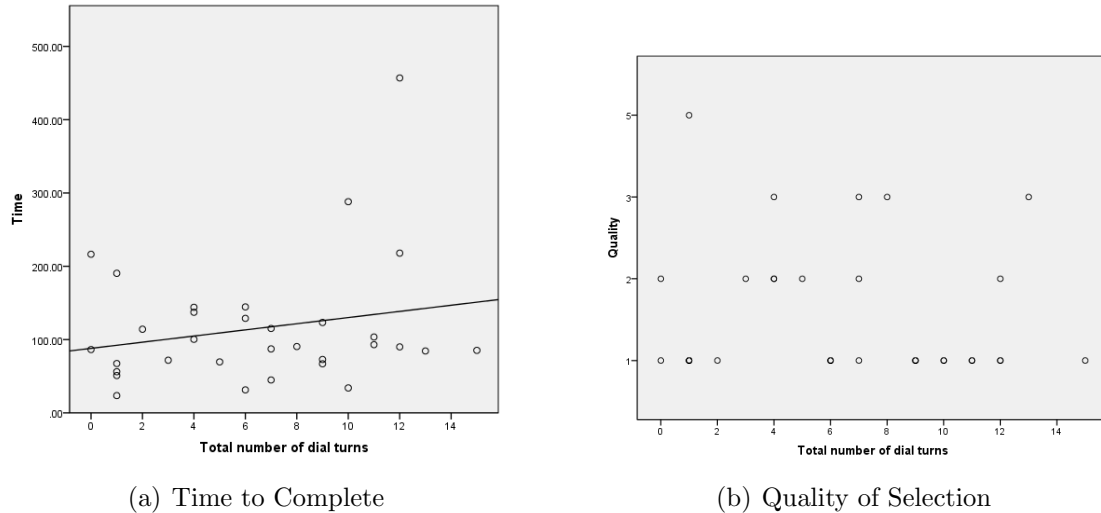 500.00
400.00
300.00
200.00
100.00
.00
Time
0 2 4 6 8 10 12 14
Total number of dial turns
(a) Time to Complete
5
3
2
1
Quality
0 2 4 6 8 10 12 14
Total number of dial turns
(b) Quality of Selection